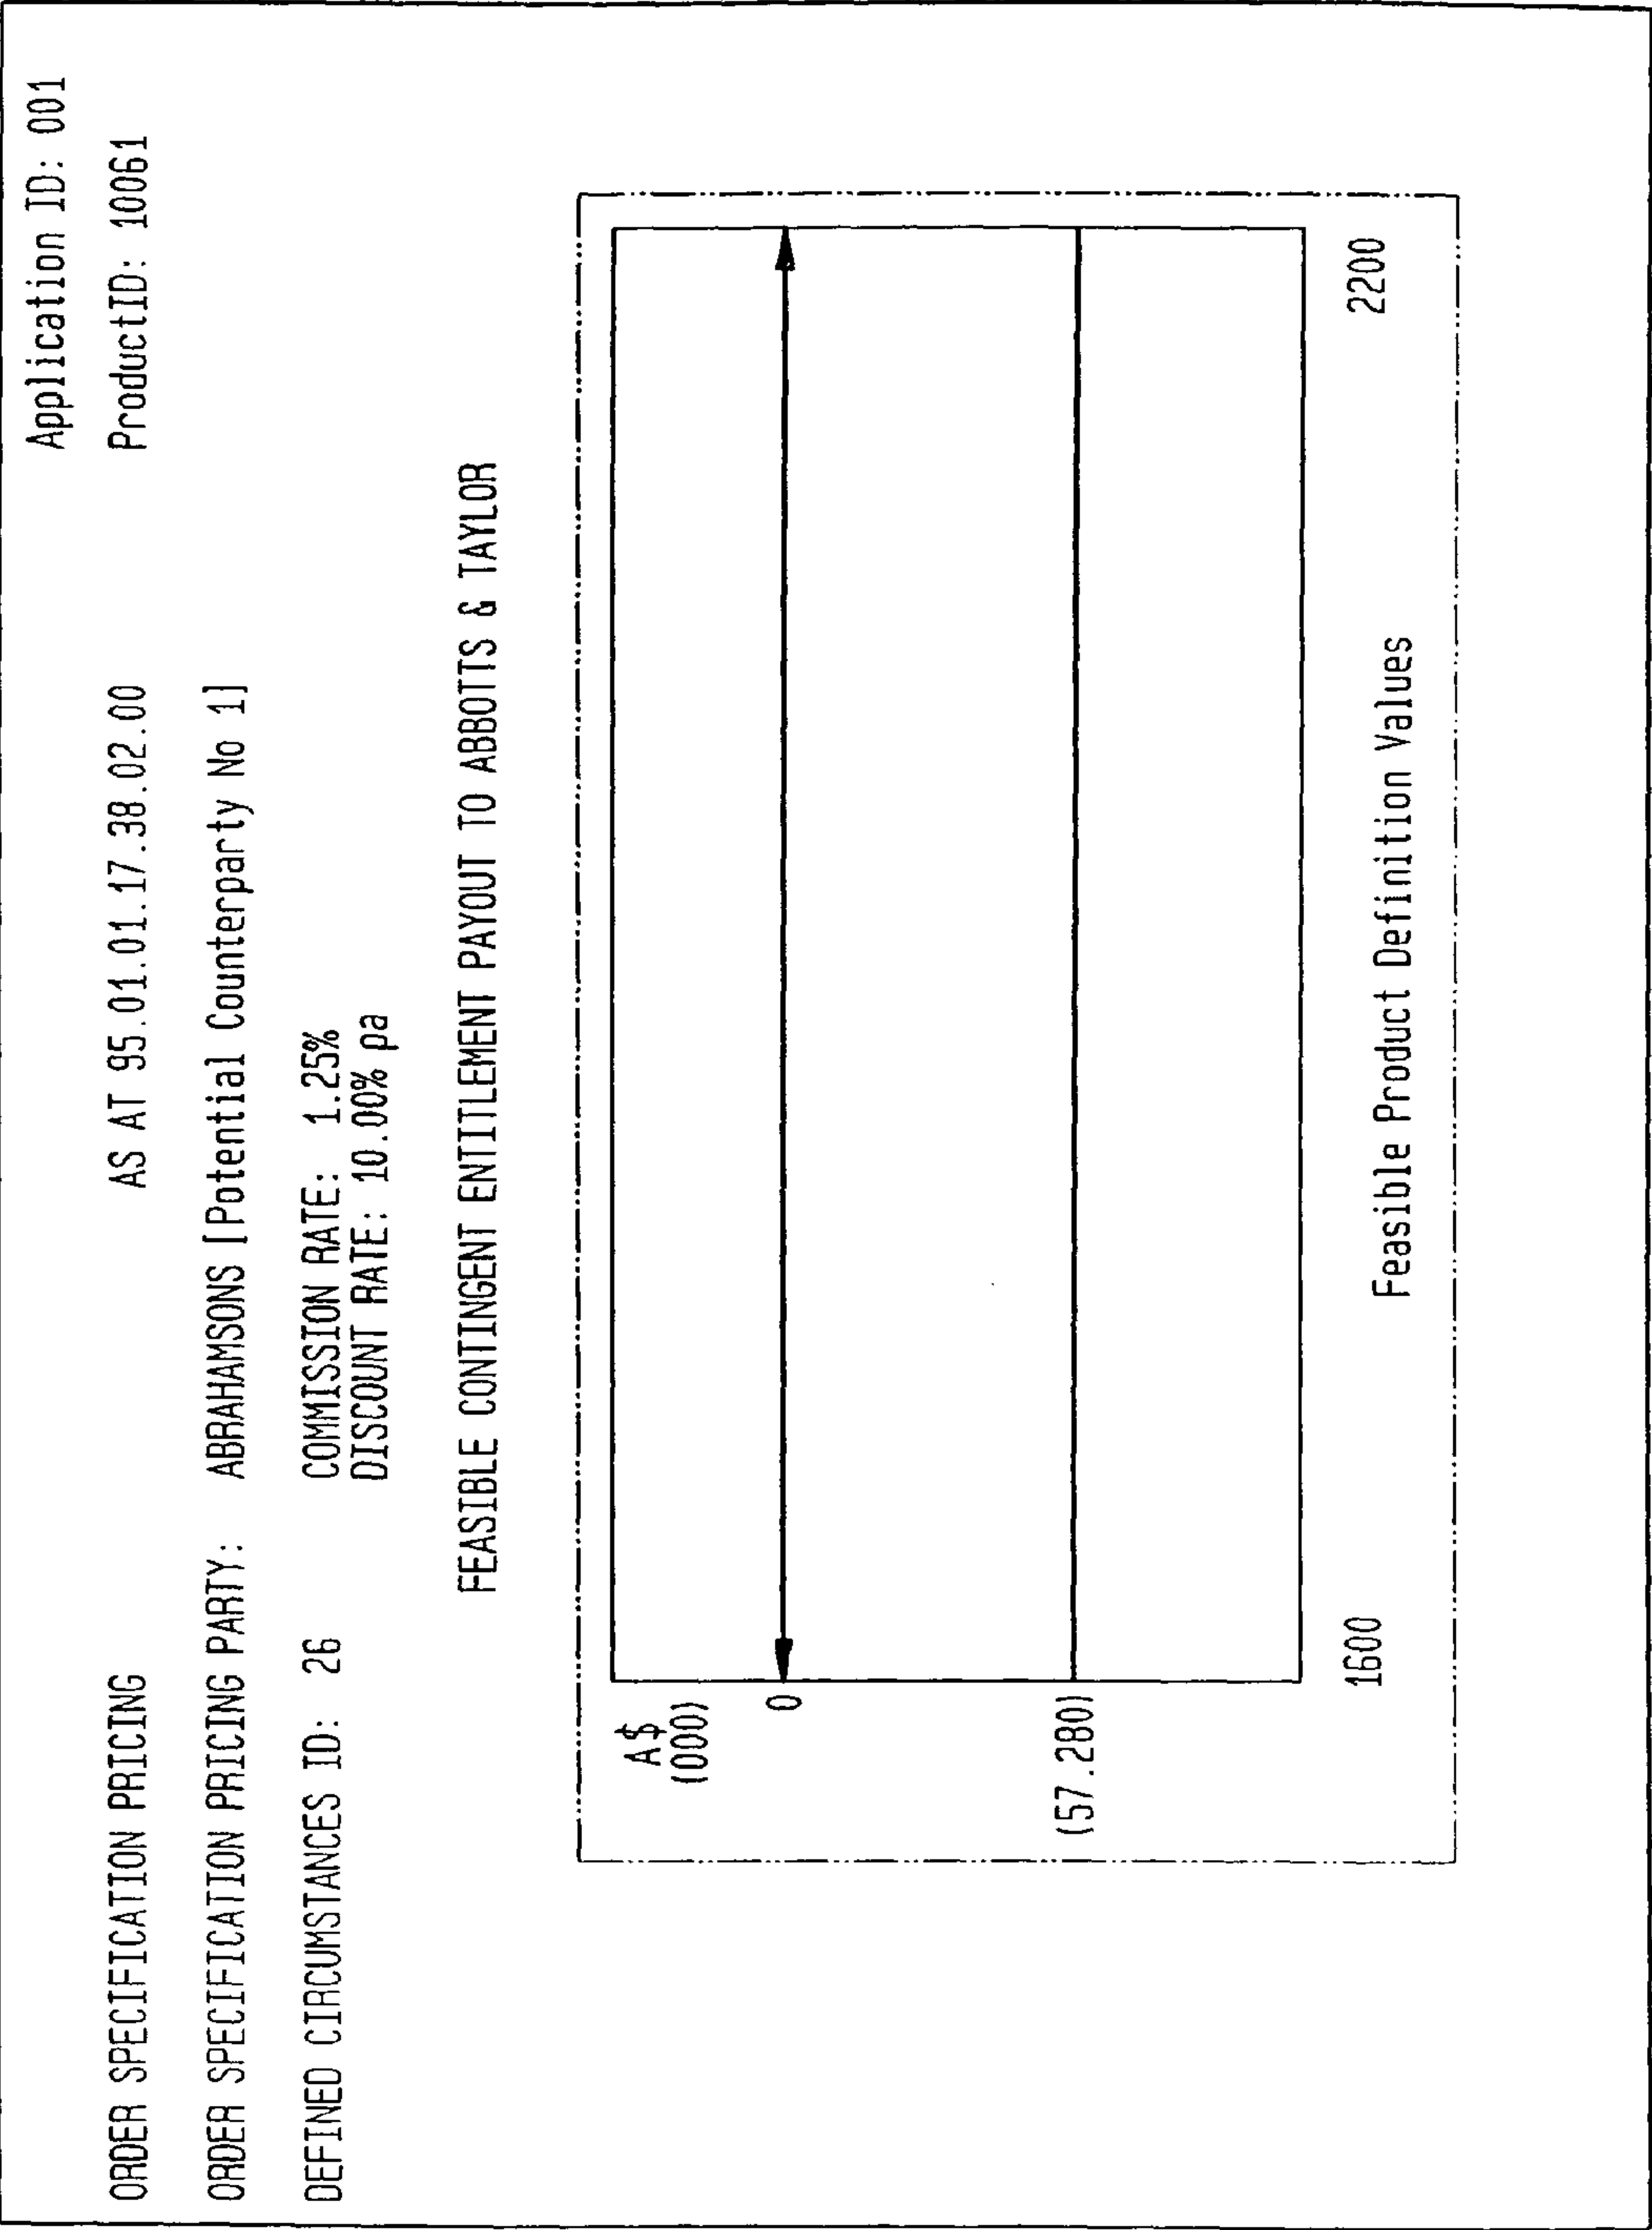 Application ID: 001
ORDER SPECIFICATION PRICING AS AT 95.01.01.17.38.02.00 ProductID: 10061
ORDER SPECIFICATION PRICING PARTY: ABRAHAMSONS [Potential Counterparty No 1]
DEFINED CIRCUMSTANCES ID: 26 COMMISSION RATE: 1.25%
DISCOUNT RATE: 10.00% pa
FEASIBLE CONTINGENT ENTITLEMENT PAYOUT TO ABBOTTS & TAYLOR
A$
(000)
0
(57.280)
1600 2200
Feasible Product Definition Values